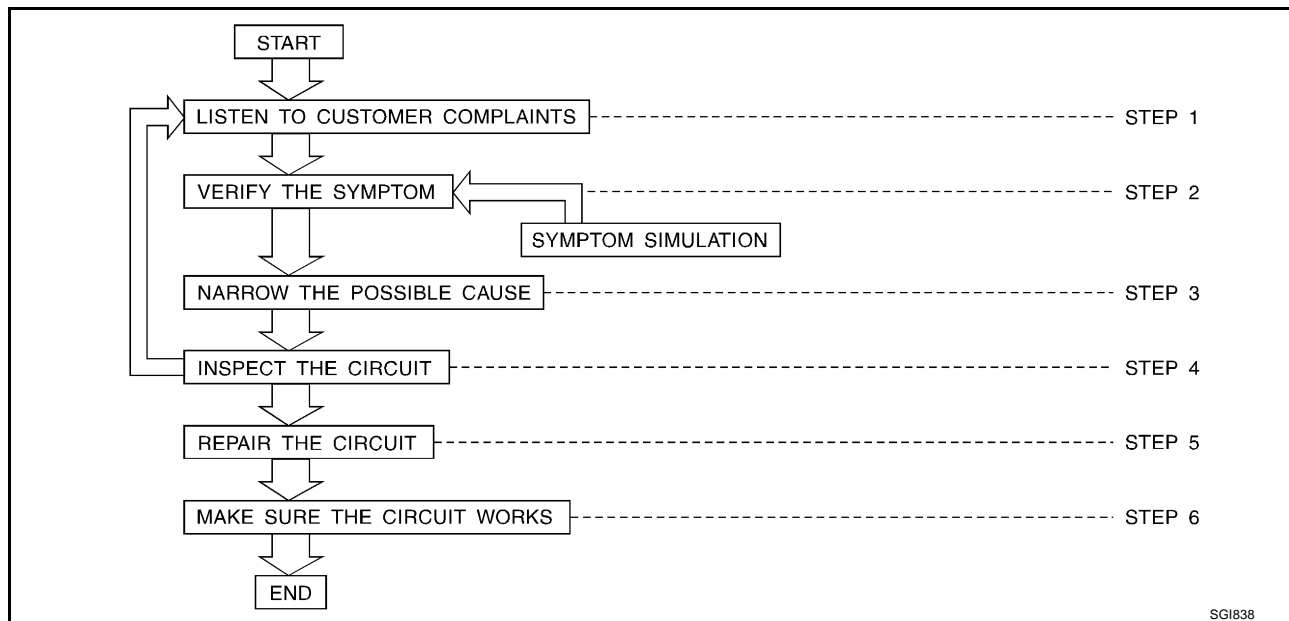 START
LISTEN TO CUSTOMER COMPLAINTS
STEP 1
VERIFY THE SYMPTOM
STEP 2
SYMPTOM SIMULATION
NARROW THE POSSIBLE CAUSE
STEP 3
INSPECT THE CIRCUIT
STEP 4
REPAIR THE CIRCUIT
STEP 5
MAKE SURE THE CIRCUIT WORKS
STEP 6
END
SGI838